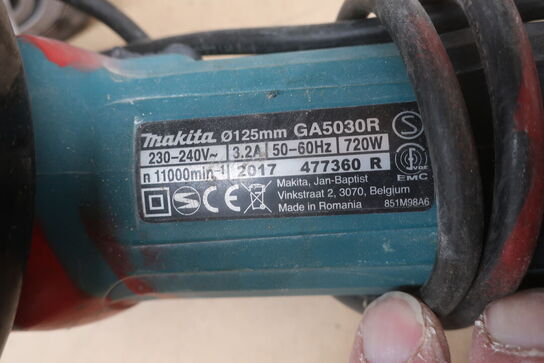 makita Ø125mm GA5030R
230-240V~ 3.2A 50-60Hz 720W
n 11000min⁻¹ 2017 477360 R
Makita, Jan-Baptist
Vinkstraat 2, 3070, Belgium
Made in Romania 851M98A6
S
CE
EMC